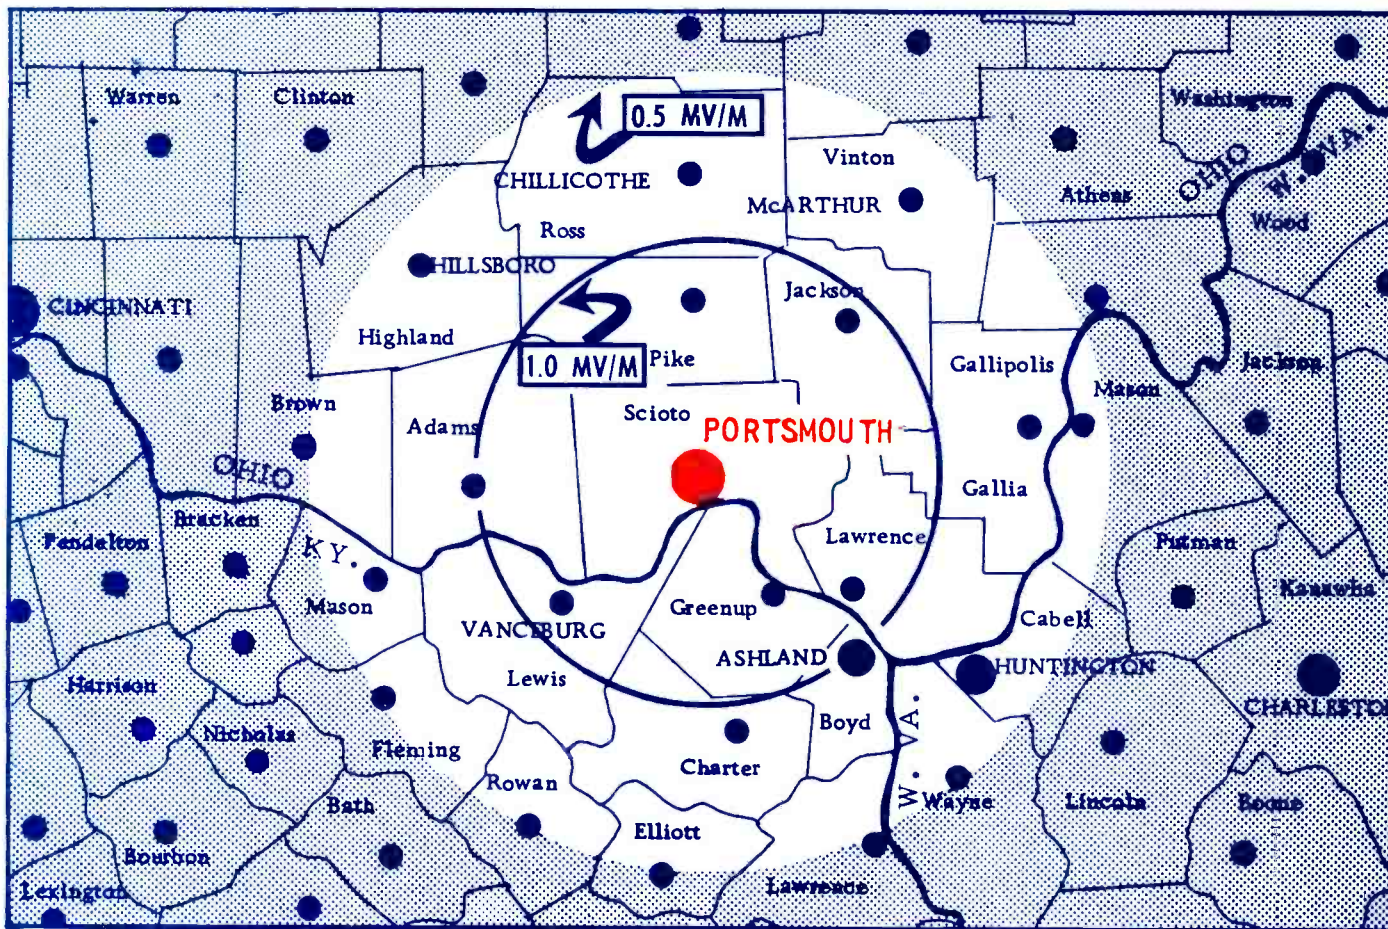 Warren
Clinton
0.5 MV/M
Washington
Vinton
CHILLICOTHE
McARTHUR
Athens
OHIO
W. VA.
Wood
Ross
HILLSBORO
CINCINNATI
Jackson
Highland
1.0 MV/M
Pike
Gallipolis
Mason
Jackson
Brown
Adams
Scioto
PORTSMOUTH
OHIO
Gallia
Bracken
Pendelton
KY.
Lawrence
Putman
Kanawha
Mason
Greenup
Cabell
VANCEBURG
ASHLAND
HUNTINGTON
Harrison
Lewis
CHARLESTON
Nicholas
Fleming
Boyd
W. VA.
Charter
Rowan
Bath
Wayne
Lincoln
Boone
Elliott
Bourbon
Lexington
Lawrence